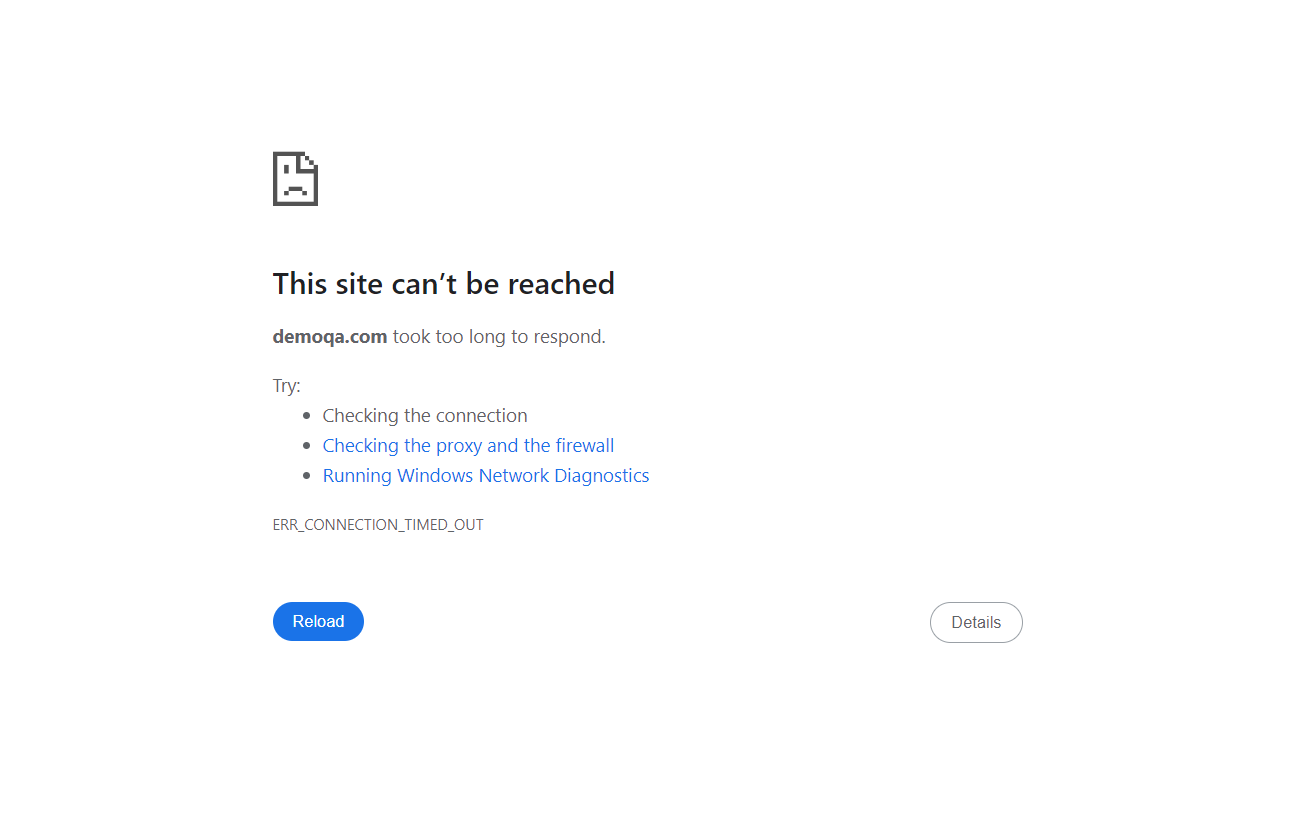 This site can’t be reached
demoqa.com took too long to respond.
Try:
Checking the connection
Checking the proxy and the firewall
Running Windows Network Diagnostics
ERR_CONNECTION_TIMED_OUT
Reload
Details